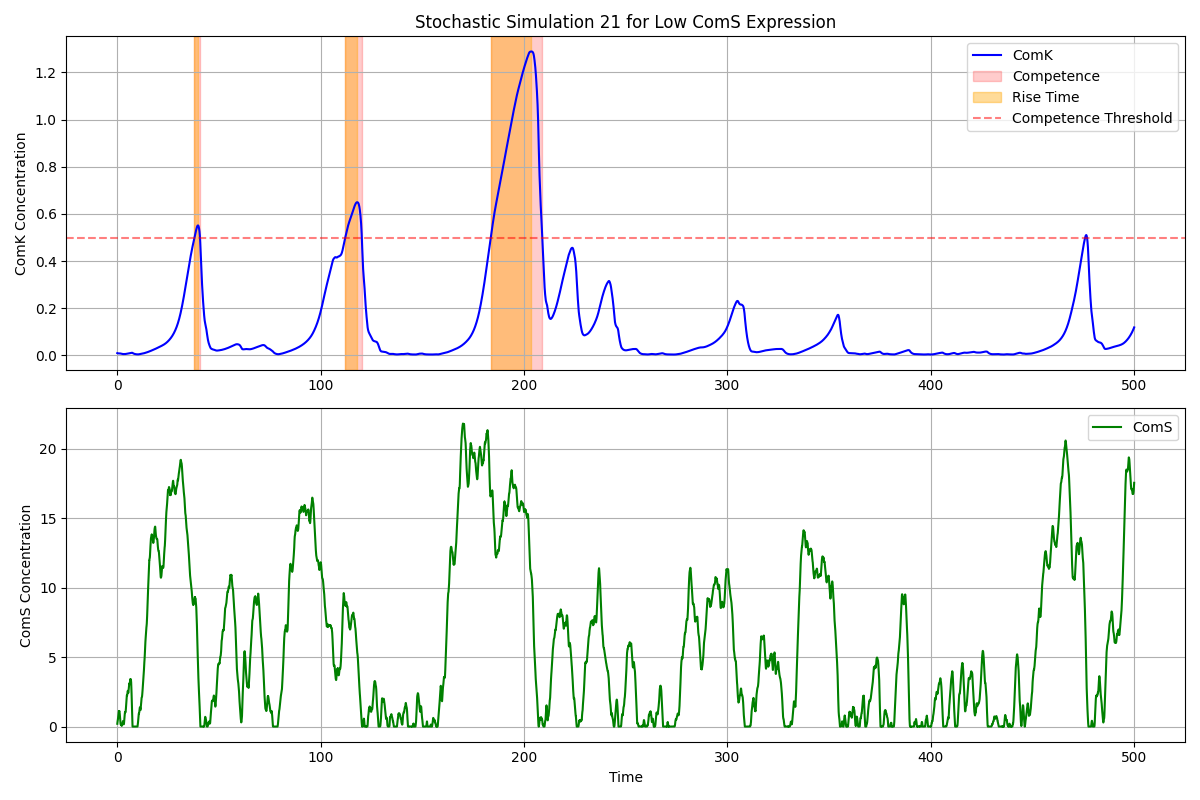 Stochastic Simulation 21 for Low ComS Expression
ComK Concentration
1.2
1.0
0.8
0.6
0.4
0.2
0.0
0
100
200
300
400
500
ComK
Competence
Rise Time
Competence Threshold
ComS Concentration
20
15
10
5
0
0
100
200
300
400
500
ComS
Time